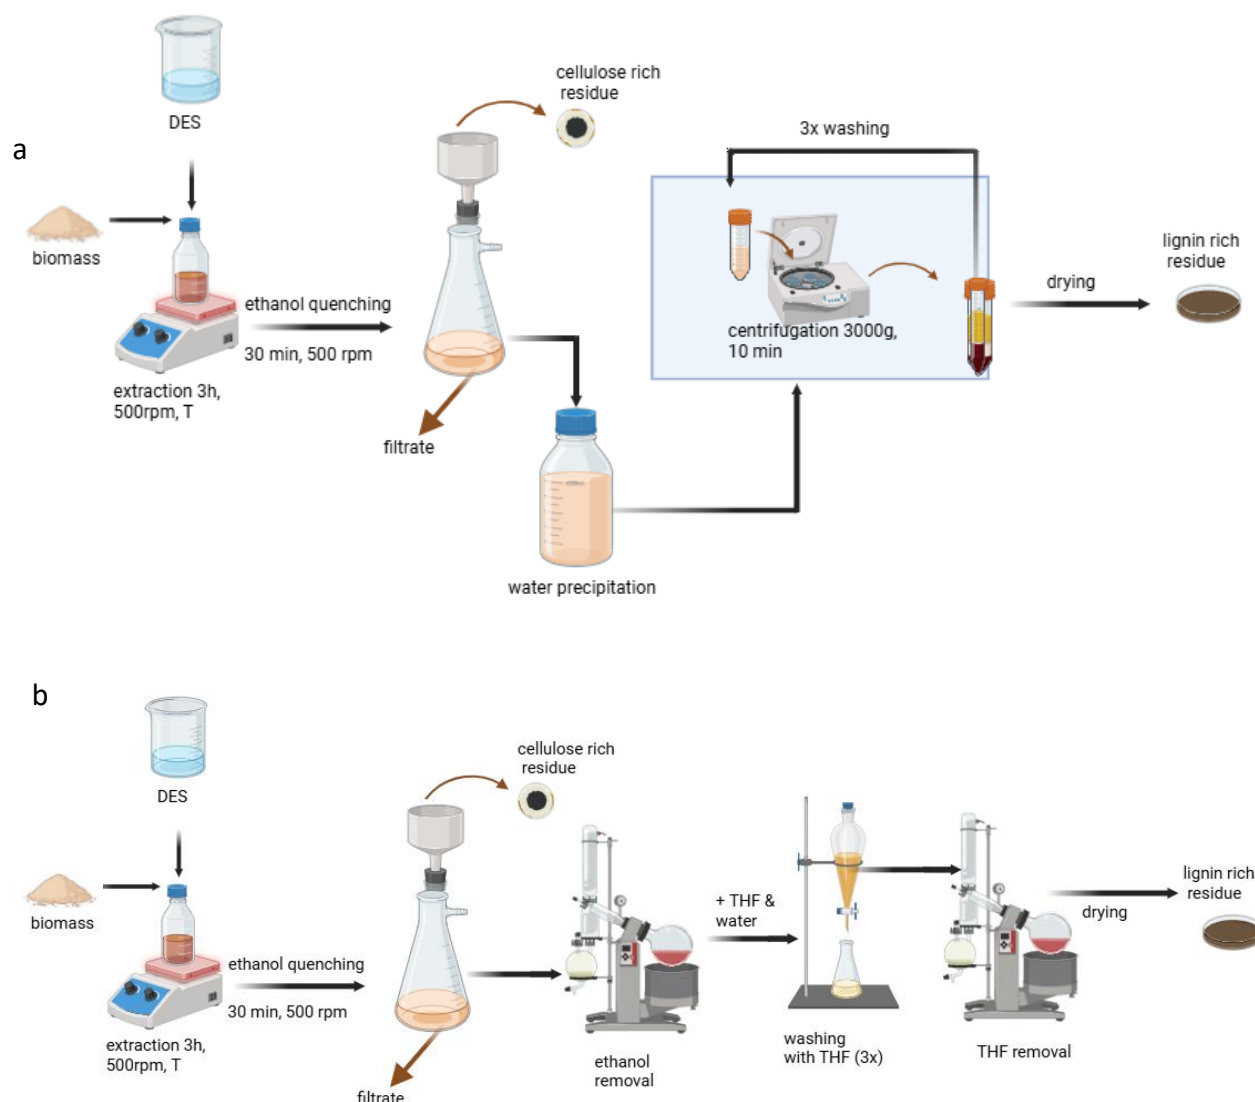 a
DES
biomass
extraction 3h,
500rpm, T
ethanol quenching
30 min, 500 rpm
cellulose rich
residue
filtrate
water precipitation
3x washing
centrifugation 3000g,
10 min
drying
lignin rich
residue
b
DES
biomass
extraction 3h,
500rpm, T
ethanol quenching
30 min, 500 rpm
cellulose rich
residue
filtrate
ethanol
removal
+ THF &
water
washing
with THF (3x)
THF removal
drying
lignin rich
residue